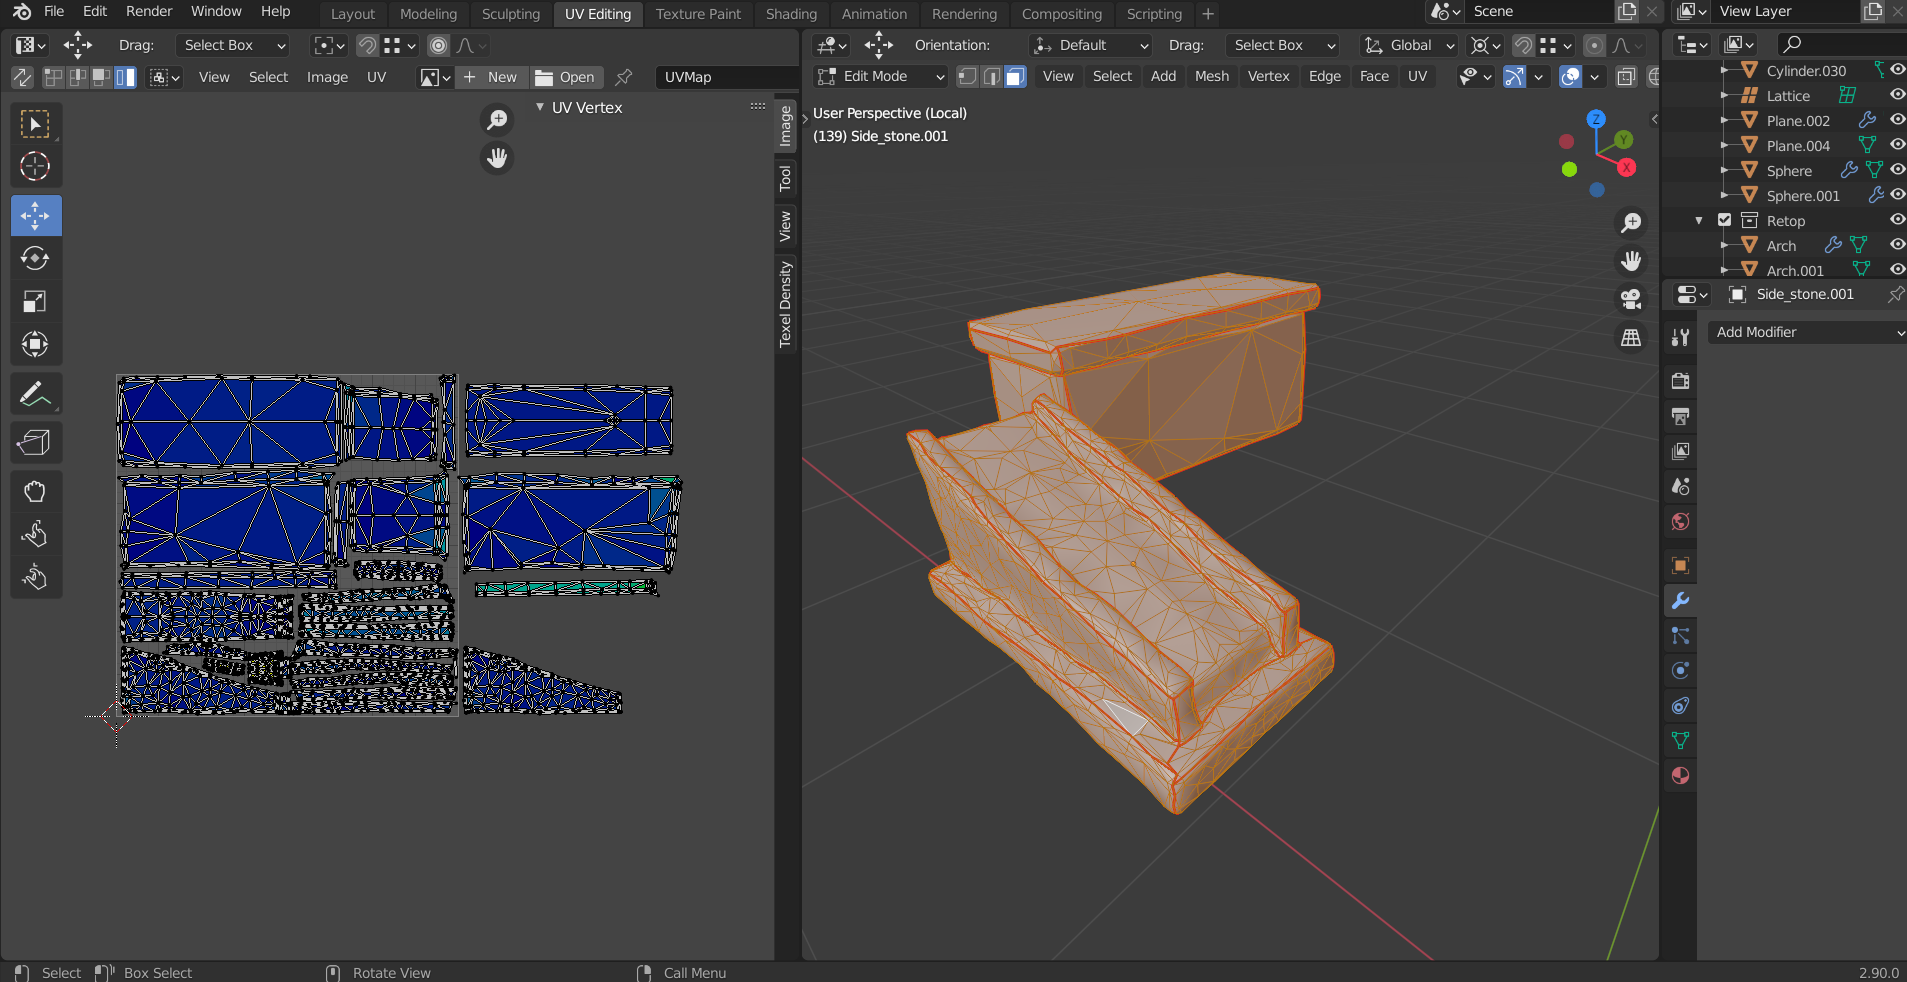 File Edit Render Window Help Layout Modeling Sculpting UV Editing Texture Paint Shading Animation Rendering Compositing Scripting + Scene View Layer
Drag: Select Box
Orientation: Default Drag: Select Box Global
View Select Image UV + New Open UVMap
Edit Mode View Select Add Mesh Vertex Edge Face UV
UV Vertex
Image
Tool
View
Texel Density
User Perspective (Local)
(139) Side_stone.001
Z
Y
X
Cylinder.030
Lattice
Plane.002
Plane.004
Sphere
Sphere.001
Retop
Arch
Arch.001
Side_stone.001
Add Modifier
Select Box Select Rotate View Call Menu 2.90.0